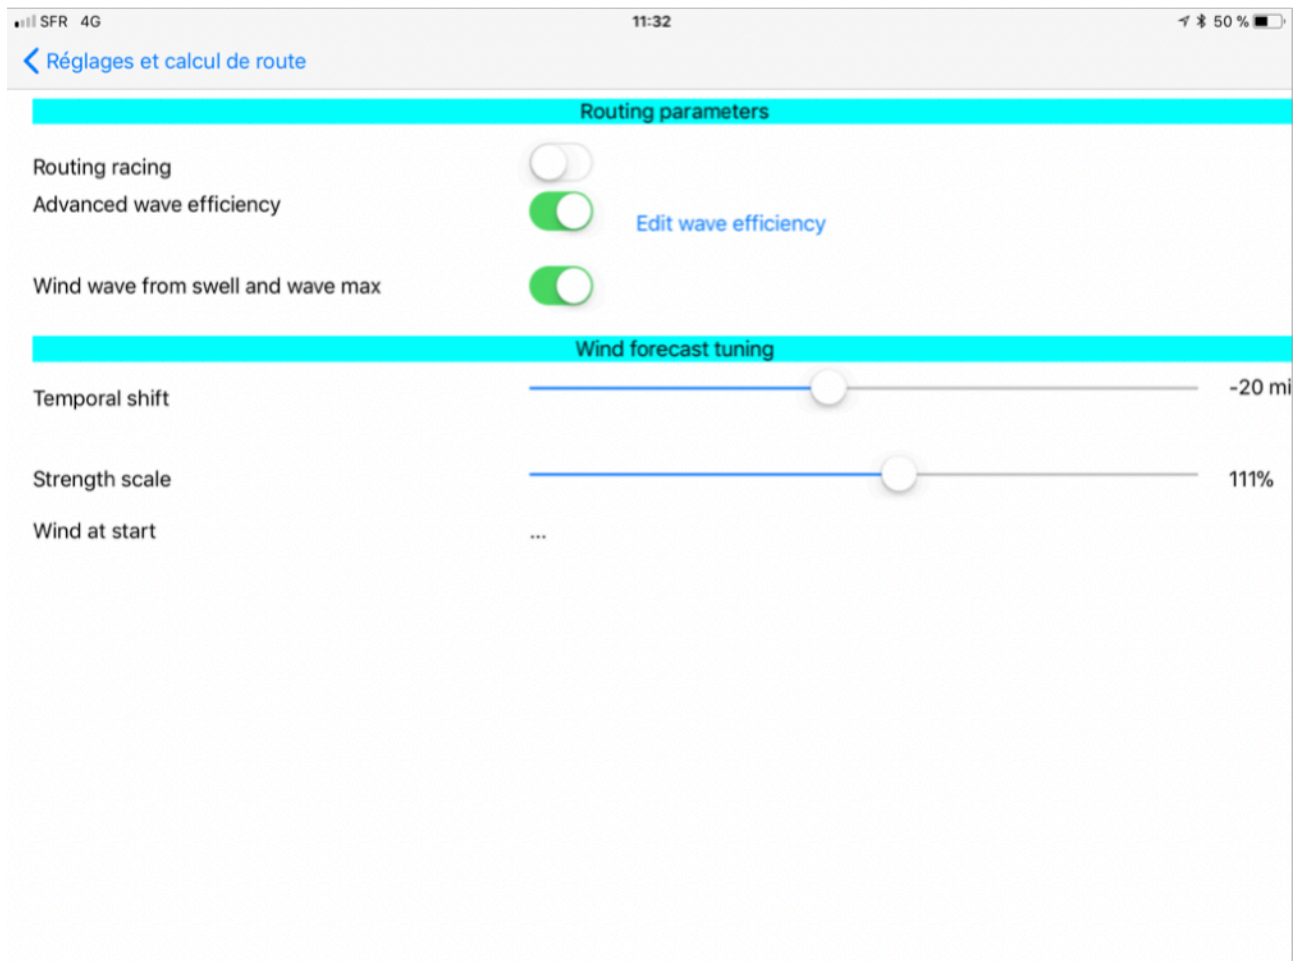 SFR 4G 11:32 50 %
Réglages et calcul de route
Routing parameters
Routing racing
Advanced wave efficiency
Edit wave efficiency
Wind wave from swell and wave max
Wind forecast tuning
Temporal shift -20 mi
Strength scale 111%
Wind at start ...